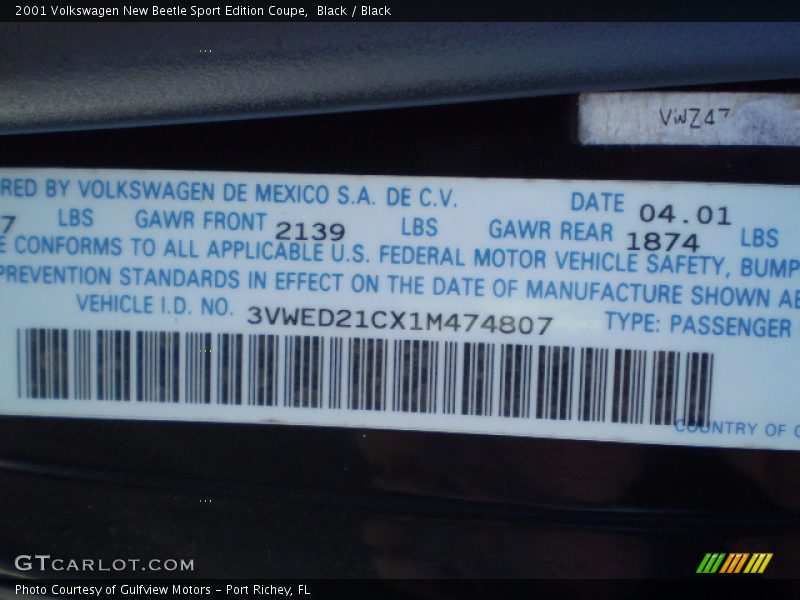 2001 Volkswagen New Beetle Sport Edition Coupe,  Black / Black
VWZ47
RED BY VOLKSWAGEN DE MEXICO S.A. DE C.V. DATE 04.01
7 LBS GAWR FRONT 2139 LBS GAWR REAR 1874 LBS
E CONFORMS TO ALL APPLICABLE U.S. FEDERAL MOTOR VEHICLE SAFETY, BUMP
PREVENTION STANDARDS IN EFFECT ON THE DATE OF MANUFACTURE SHOWN AB
VEHICLE I.D. NO. 3VWED21CX1M474807 TYPE: PASSENGER
COUNTRY OF O
GTCARLOT.COM
Photo Courtesy of Gulfview Motors – Port Richey, FL